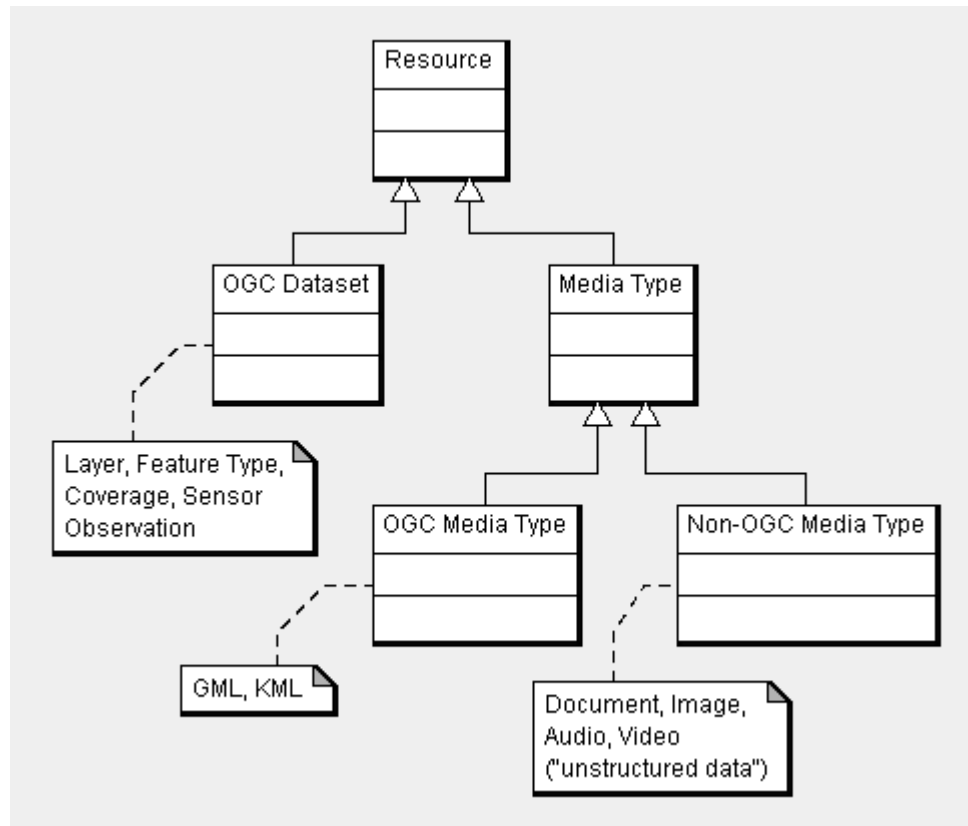 Resource
OGC Dataset
Media Type
Layer, Feature Type,
Coverage, Sensor
Observation
OGC Media Type
Non-OGC Media Type
GML, KML
Document, Image,
Audio, Video
("unstructured data")